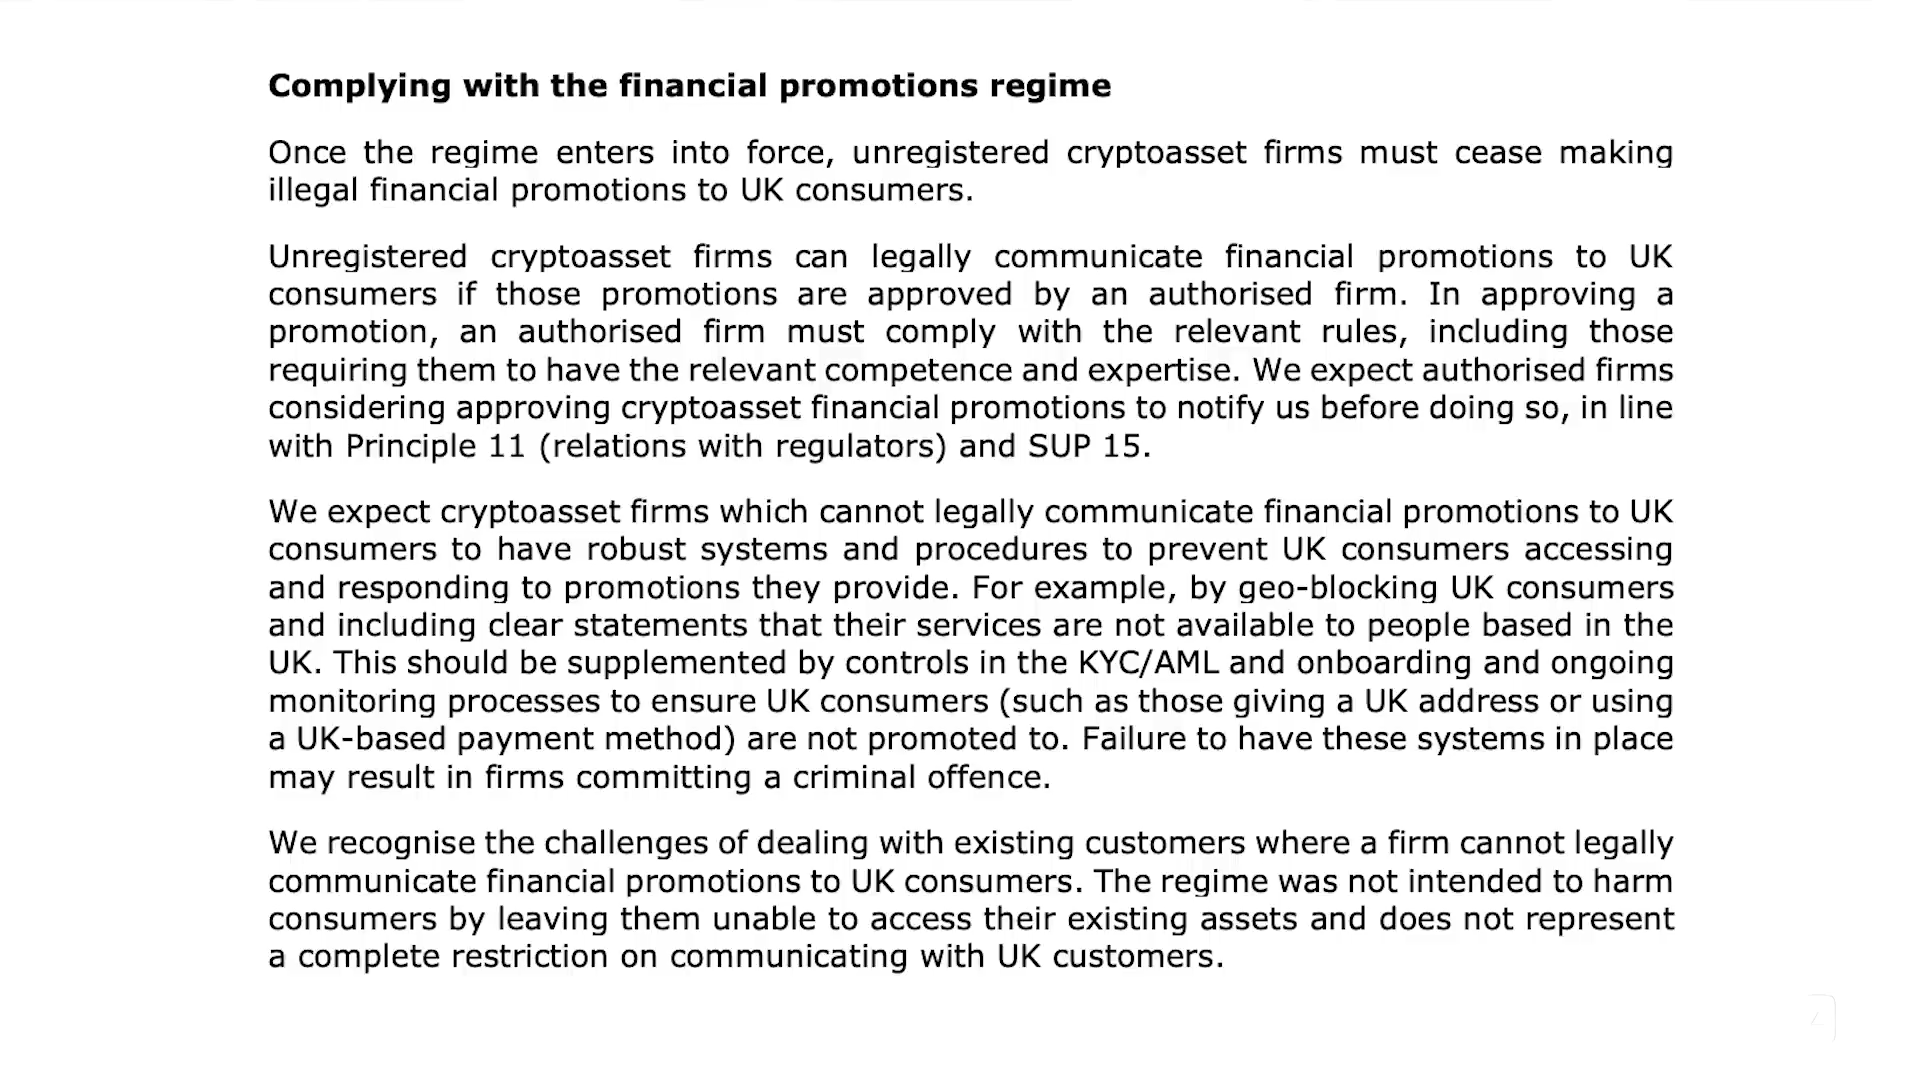 Complying with the financial promotions regime
Once the regime enters into force, unregistered cryptoasset firms must cease making
illegal financial promotions to UK consumers.
Unregistered cryptoasset firms can legally communicate financial promotions to UK
consumers if those promotions are approved by an authorised firm. In approving a
promotion, an authorised firm must comply with the relevant rules, including those
requiring them to have the relevant competence and expertise. We expect authorised firms
considering approving cryptoasset financial promotions to notify us before doing so, in line
with Principle 11 (relations with regulators) and SUP 15.
We expect cryptoasset firms which cannot legally communicate financial promotions to UK
consumers to have robust systems and procedures to prevent UK consumers accessing
and responding to promotions they provide. For example, by geo-blocking UK consumers
and including clear statements that their services are not available to people based in the
UK. This should be supplemented by controls in the KYC/AML and onboarding and ongoing
monitoring processes to ensure UK consumers (such as those giving a UK address or using
a UK-based payment method) are not promoted to. Failure to have these systems in place
may result in firms committing a criminal offence.
We recognise the challenges of dealing with existing customers where a firm cannot legally
communicate financial promotions to UK consumers. The regime was not intended to harm
consumers by leaving them unable to access their existing assets and does not represent
a complete restriction on communicating with UK customers.